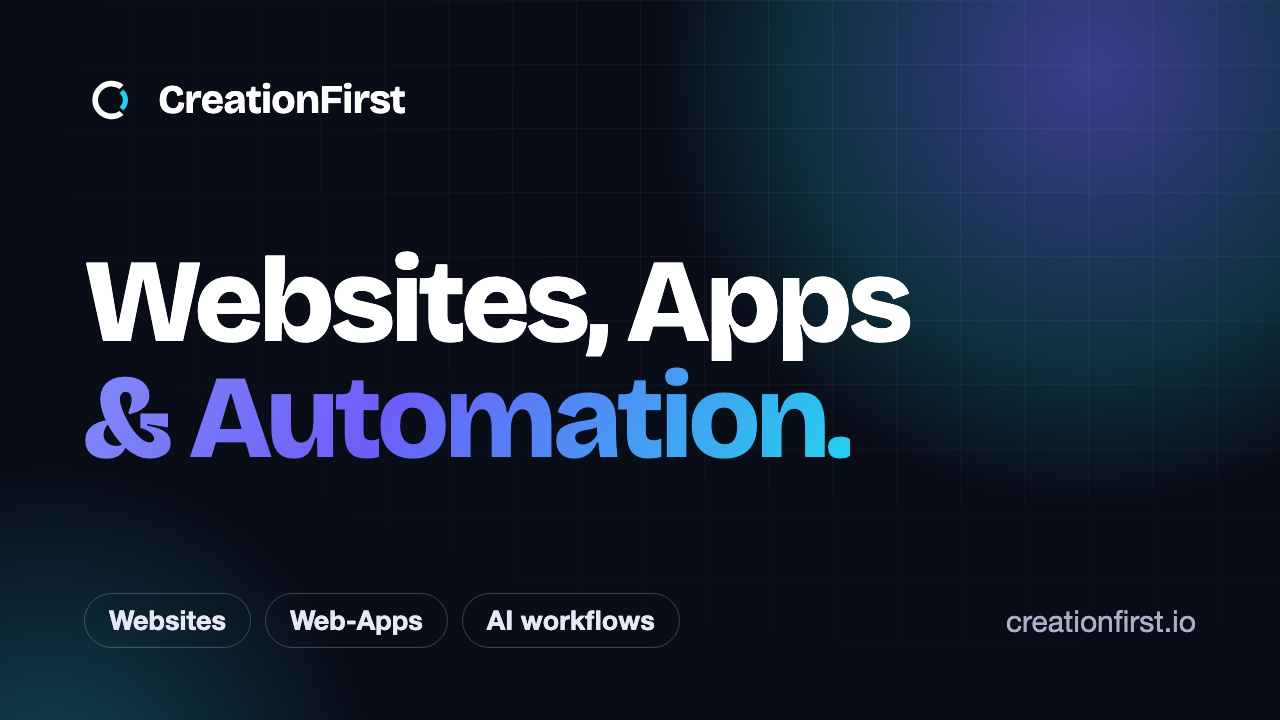 CreationFirst
Websites, Apps
& Automation.
Websites
Web-Apps
AI workflows
creationfirst.io